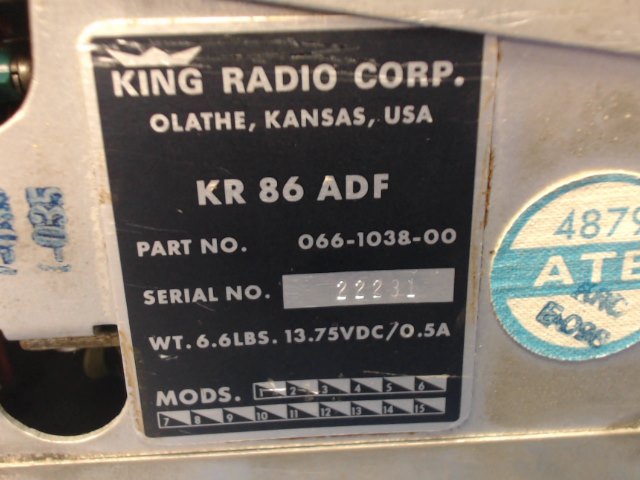 KING RADIO CORP.
OLATHE, KANSAS, USA
KR 86 ADF
PART NO. 066-1038-00
SERIAL NO. 22231
WT. 6.6LBS. 13.75VDC/0.5A
MODS. 1 2 3 4 5 6
7 8 9 10 11 12 13 14 15
4879
ATE